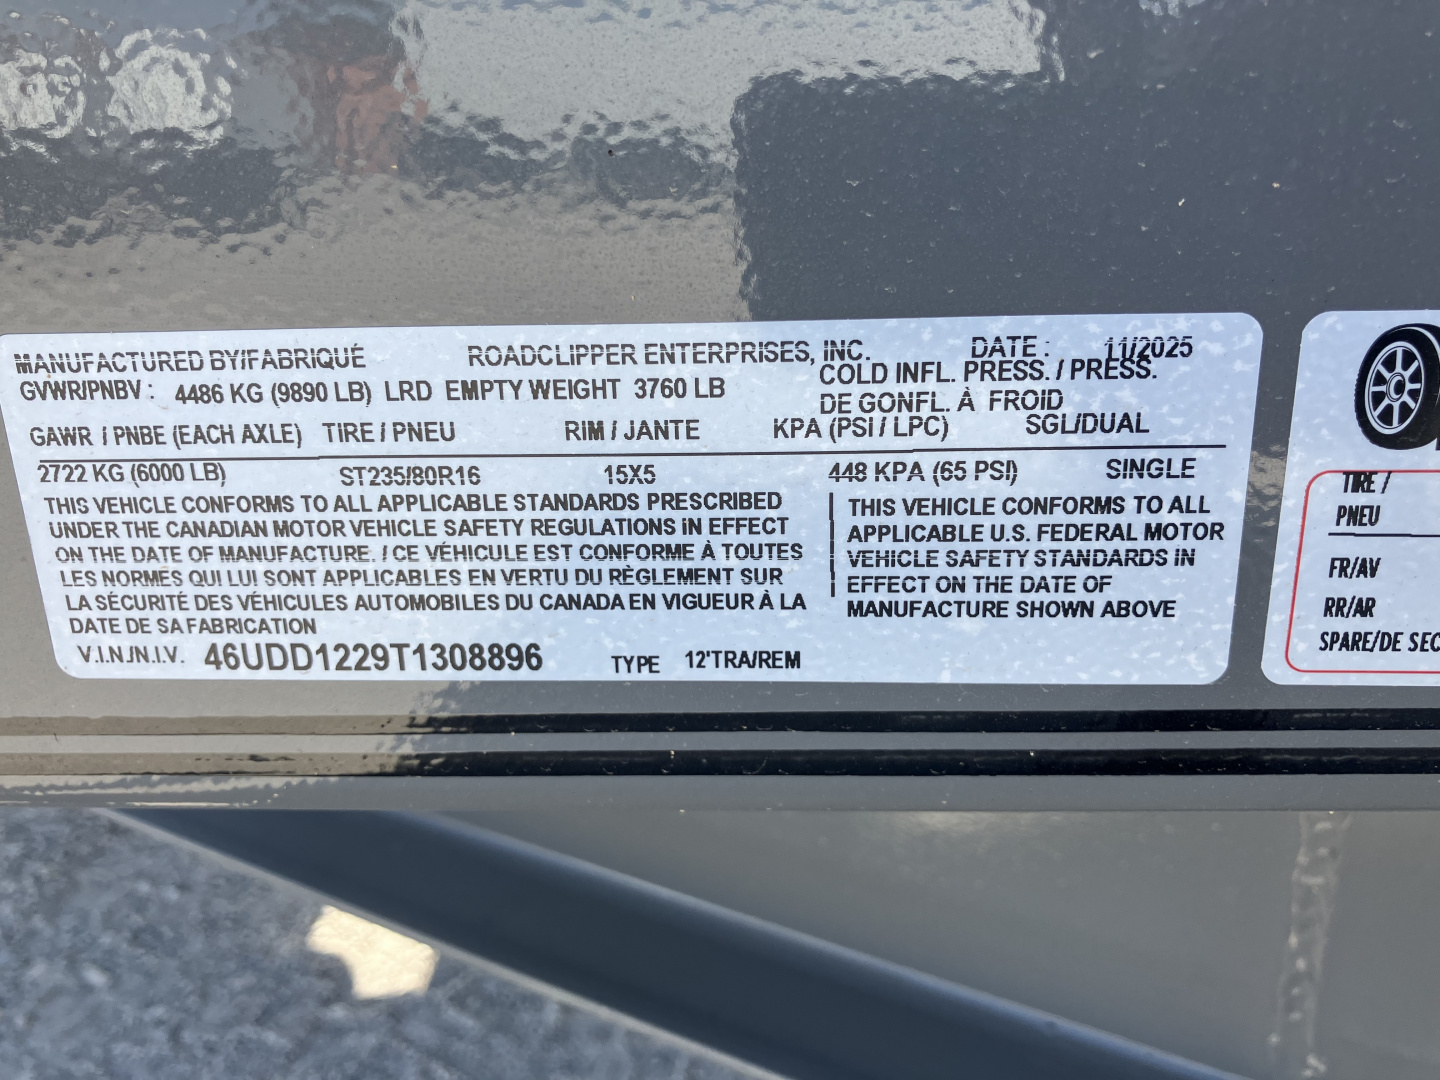 MANUFACTURED BY/FABRIQUÉ ROADCLIPPER ENTERPRISES, INC. DATE : 11/2025
GVWR/PNBV : 4486 KG (9890 LB) LRD EMPTY WEIGHT 3760 LB
COLD INFL. PRESS. / PRESS.
DE GONFL. À FROID
GAWR / PNBE (EACH AXLE) TIRE / PNEU RIM / JANTE KPA (PSI / LPC) SGL/DUAL
2722 KG (6000 LB) ST235/80R16 15X5 448 KPA (65 PSI) SINGLE
THIS VEHICLE CONFORMS TO ALL APPLICABLE STANDARDS PRESCRIBED
UNDER THE CANADIAN MOTOR VEHICLE SAFETY REGULATIONS IN EFFECT
ON THE DATE OF MANUFACTURE. / CE VÉHICULE EST CONFORME À TOUTES
LES NORMES QUI LUI SONT APPLICABLES EN VERTU DU RÈGLEMENT SUR
LA SÉCURITÉ DES VÉHICULES AUTOMOBILES DU CANADA EN VIGUEUR À LA
DATE DE SA FABRICATION
THIS VEHICLE CONFORMS TO ALL
APPLICABLE U.S. FEDERAL MOTOR
VEHICLE SAFETY STANDARDS IN
EFFECT ON THE DATE OF
MANUFACTURE SHOWN ABOVE
V.I.N./N.I.V. 46UDD1229T1308896 TYPE 12'TRA/REM
TIRE /
PNEU
FR/AV
RR/AR
SPARE/DE SEC